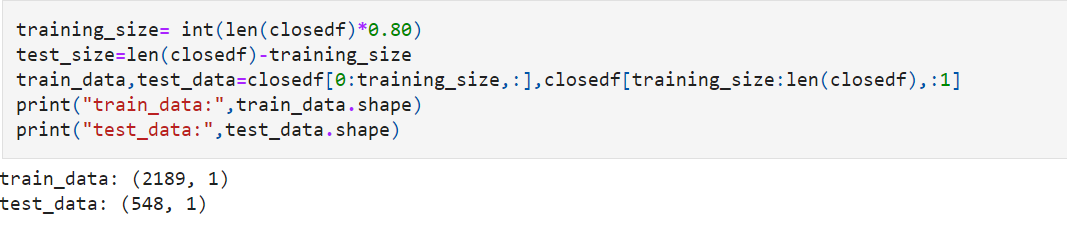 training_size= int(len(closedf)*0.80)
test_size=len(closedf)-training_size
train_data,test_data=closedf[0:training_size,:],closedf[training_size:len(closedf),:1]
print("train_data:",train_data.shape)
print("test_data:",test_data.shape)
train_data: (2189, 1)
test_data: (548, 1)